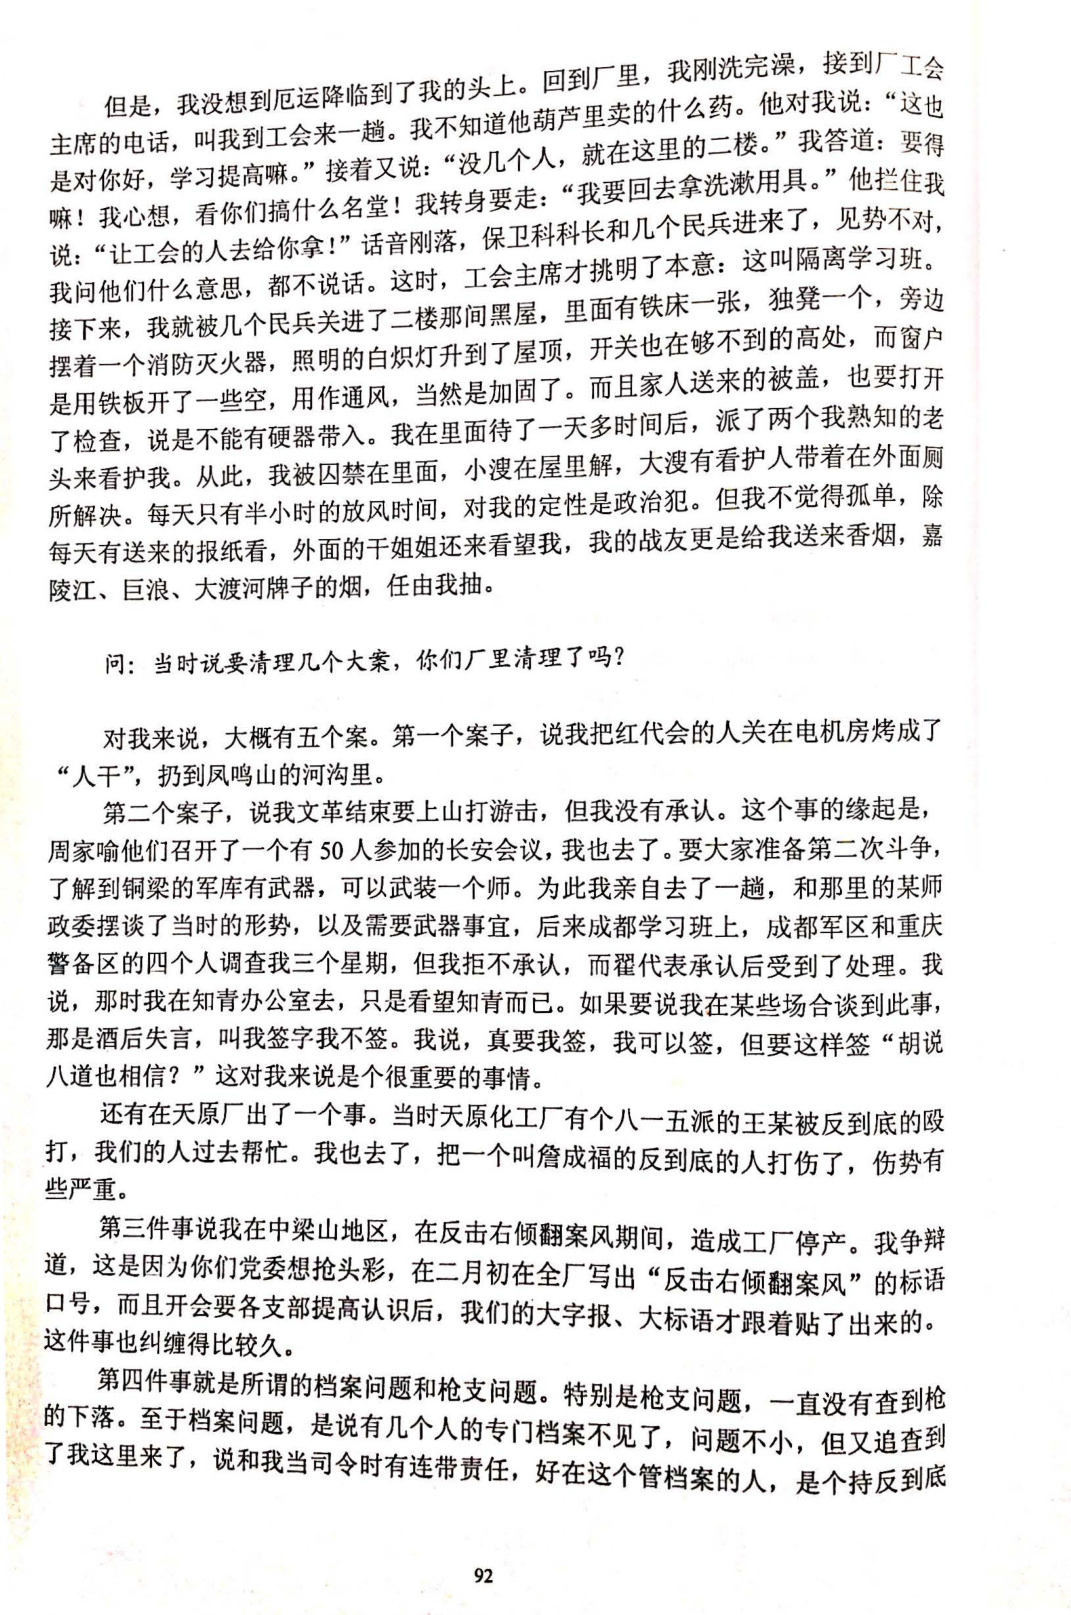 但是，我没想到厄运降临到了我的头上。回到厂里，我刚洗完澡，接到厂工会
主席的电话，叫我到工会来一趟。我不知道他葫芦里卖的什么药。他对我说：“这也
是对你好，学习提高嘛。”接着又说：“没几个人，就在这里的二楼。”我答道：要得
嘛！我心想，看你们搞什么名堂！我转身要走：“我要回去拿洗漱用具。”他拦住我
说：“让工会的人去给你拿！”话音刚落，保卫科科长和几个民兵进来了，见势不对，
我问他们什么意思，都不说话。这时，工会主席才挑明了本意：这叫隔离学习班。
接下来，我就被几个民兵关进了二楼那间黑屋，里面有铁床一张，独凳一个，旁边
摆着一个消防灭火器，照明的白炽灯升到了屋顶，开关也在够不到的高处，而窗户
是用铁板开了一些空，用作通风，当然是加固了。而且家人送来的被盖，也要打开
了检查，说是不能有硬器带入。我在里面待了一天多时间后，派了两个我熟知的老
头来看护我。从此，我被囚禁在里面，小溲在屋里解，大溲有看护人带着在外面厕
所解决。每天只有半小时的放风时间，对我的定性是政治犯。但我不觉得孤单，除
每天有送来的报纸看，外面的干姐姐还来看望我，我的战友更是给我送来香烟，嘉
陵江、巨浪、大渡河牌子的烟，任由我抽。
问：当时说要清理几个大案，你们厂里清理了吗？
对我来说，大概有五个案。第一个案子，说我把红代会的人关在电机房烤成了
“人干”，扔到凤鸣山的河沟里。
第二个案子，说我文革结束要上山打游击，但我没有承认。这个事的缘起是，
周家喻他们召开了一个有 50 人参加的长安会议，我也去了。要大家准备第二次斗争，
了解到铜梁的军库有武器，可以武装一个师。为此我亲自去了一趟，和那里的某师
政委摆谈了当时的形势，以及需要武器事宜，后来成都学习班上，成都军区和重庆
警备区的四个人调查我三个星期，但我拒不承认，而翟代表承认后受到了处理。我
说，那时我在知青办公室去，只是看望知青而已。如果要说我在某些场合谈到此事，
那是酒后失言，叫我签字我不签。我说，真要我签，我可以签，但要这样签“胡说
八道也相信？”这对我来说是个很重要的事情。
还有在天原厂出了一个事。当时天原化工厂有个八一五派的王某被反到底的殴
打，我们的人过去帮忙。我也去了，把一个叫詹成福的反到底的人打伤了，伤势有
些严重。
第三件事说我在中梁山地区，在反击右倾翻案风期间，造成工厂停产。我争辩
道，这是因为你们党委想抢头彩，在二月初在全厂写出“反击右倾翻案风”的标语
口号，而且开会要各支部提高认识后，我们的大字报、大标语才跟着贴了出来的。
这件事也纠缠得比较久。
第四件事就是所谓的档案问题和枪支问题。特别是枪支问题，一直没有查到枪
的下落。至于档案问题，是说有几个人的专门档案不见了，问题不小，但又追查到
了我这里来了，说和我当司令时有连带责任，好在这个管档案的人，是个持反到底
92